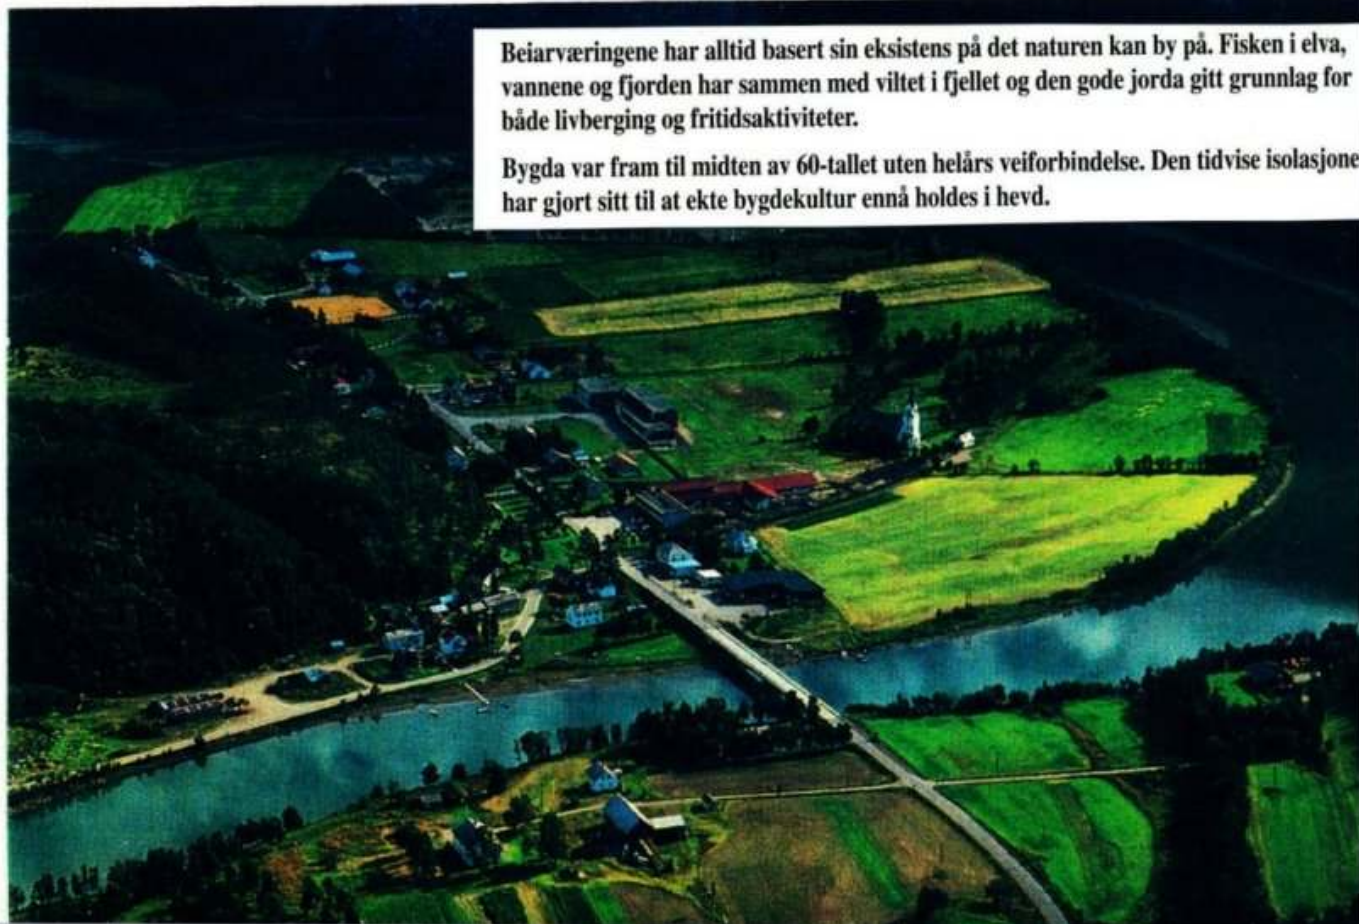 Beiarværingene har alltid basert sin eksistens på det naturen kan by på. Fisken i elva,
vannene og fjorden har sammen med viltet i fjellet og den gode jorda gitt grunnlag for
både livberging og fritidsaktiviteter.
Bygda var fram til midten av 60-tallet uten helårs veiforbindelse. Den tidvise isolasjone
har gjort sitt til at ekte bygdekultur ennå holdes i hevd.